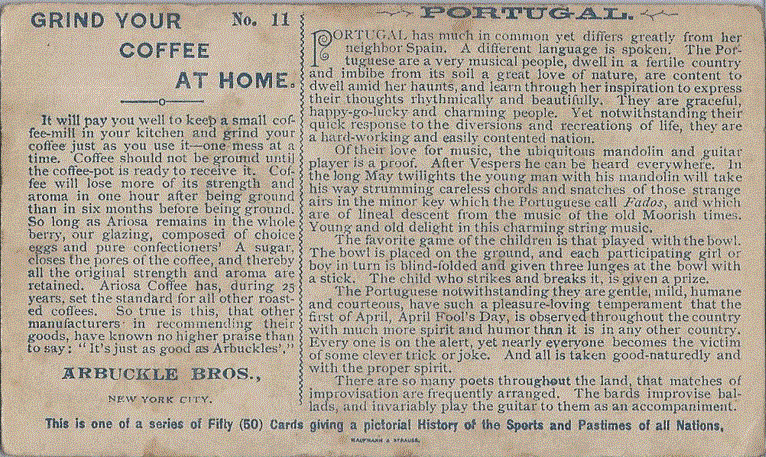 GRIND YOUR No. 11
COFFEE
AT HOME.
It will pay you well to keep a small cof-
fee-mill in your kitchen and grind your
coffee just as you use it—one mess at a
time. Coffee should not be ground until
the coffee-pot is ready to receive it. Cof-
fee will lose more of its strength and
aroma in one hour after being ground
than in six months before being ground.
So long as Ariosa remains in the whole
berry, our glazing, composed of choice
eggs and pure confectioners' A sugar,
closes the pores of the coffee, and thereby
all the original strength and aroma are
retained. Ariosa Coffee has, during 25
years, set the standard for all other roast-
ed coffees. So true is this, that other
manufacturers in recommending their
goods, have known no higher praise than
to say: "It's just as good as Arbuckles'."
ARBUCKLE BROS.,
NEW YORK CITY.
PORTUGAL.
PORTUGAL has much in common yet differs greatly from her
neighbor Spain. A different language is spoken. The Por-
tuguese are a very musical people, dwell in a fertile country
and imbibe from its soil a great love of nature, are content to
dwell amid her haunts, and learn through her inspiration to express
their thoughts rhythmically and beautifully. They are graceful,
happy-go-lucky and charming people. Yet notwithstanding their
quick response to the diversions and recreations of life, they are
a hard-working and easily contented nation.
Of their love for music, the ubiquitous mandolin and guitar
player is a proof. After Vespers he can be heard everywhere. In
the long May twilights the young man with his mandolin will take
his way strumming careless chords and snatches of those strange
airs in the minor key which the Portuguese call Fados, and which
are of lineal descent from the music of the old Moorish times.
Young and old delight in this charming string music.
The favorite game of the children is that played with the bowl.
The bowl is placed on the ground, and each participating girl or
boy in turn is blind-folded and given three lunges at the bowl with
a stick. The child who strikes and breaks it, is given a prize.
The Portuguese notwithstanding they are gentle, mild, humane
and courteous, have such a pleasure-loving temperament that the
first of April, April Fool's Day, is observed throughout the country
with much more spirit and humor than it is in any other country.
Every one is on the alert, yet nearly everyone becomes the victim
of some clever trick or joke. And all is taken good-naturedly and
with the proper spirit.
There are so many poets throughout the land, that matches of
improvisation are frequently arranged. The bards improvise bal-
lads, and invariably play the guitar to them as an accompaniment.
This is one of a series of Fifty (50) Cards giving a pictorial History of the Sports and Pastimes of all Nations,
KAUFMANN & STRAUSS,